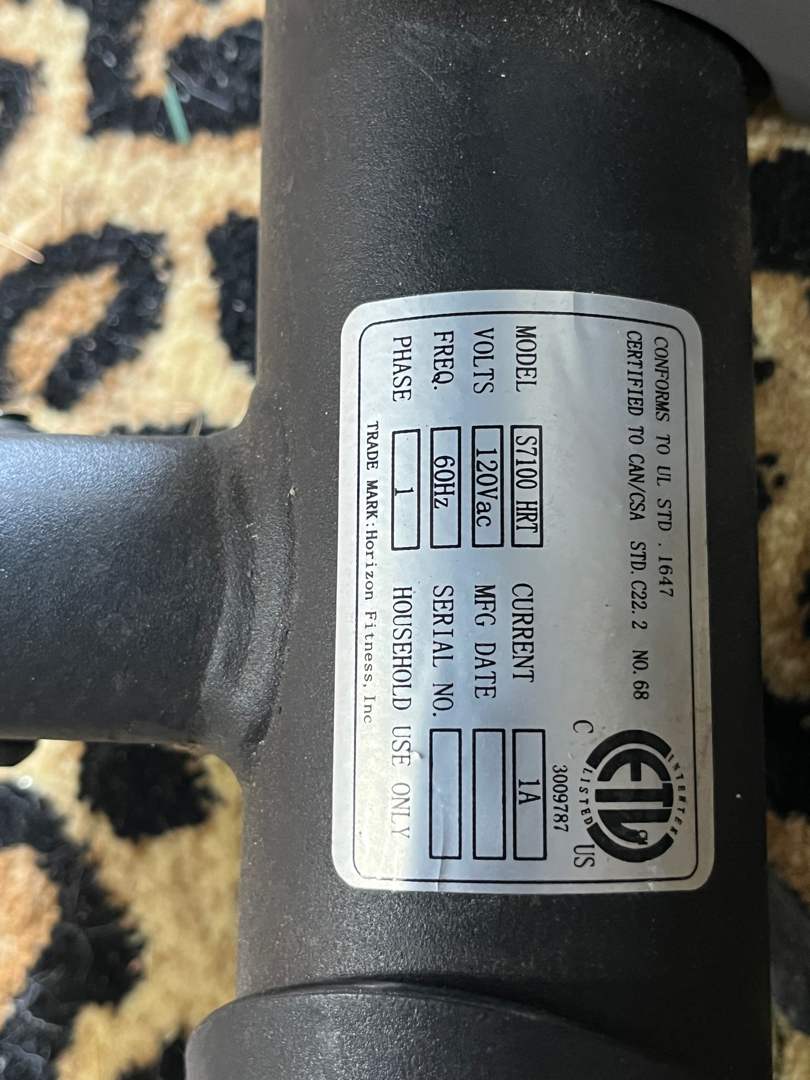 CONFORMS TO UL STD . 1647
CERTIFIED TO CAN/CSA STD. C22. 2 NO. 68
INTERTEK
ETL CM
C LISTED US
3009787
MODEL S7100 HRT CURRENT 1A
VOLTS 120Vac MFG DATE
FREQ. 60Hz SERIAL NO.
PHASE 1 HOUSEHOLD USE ONLY
TRADE MARK:Horizon Fitness, Inc